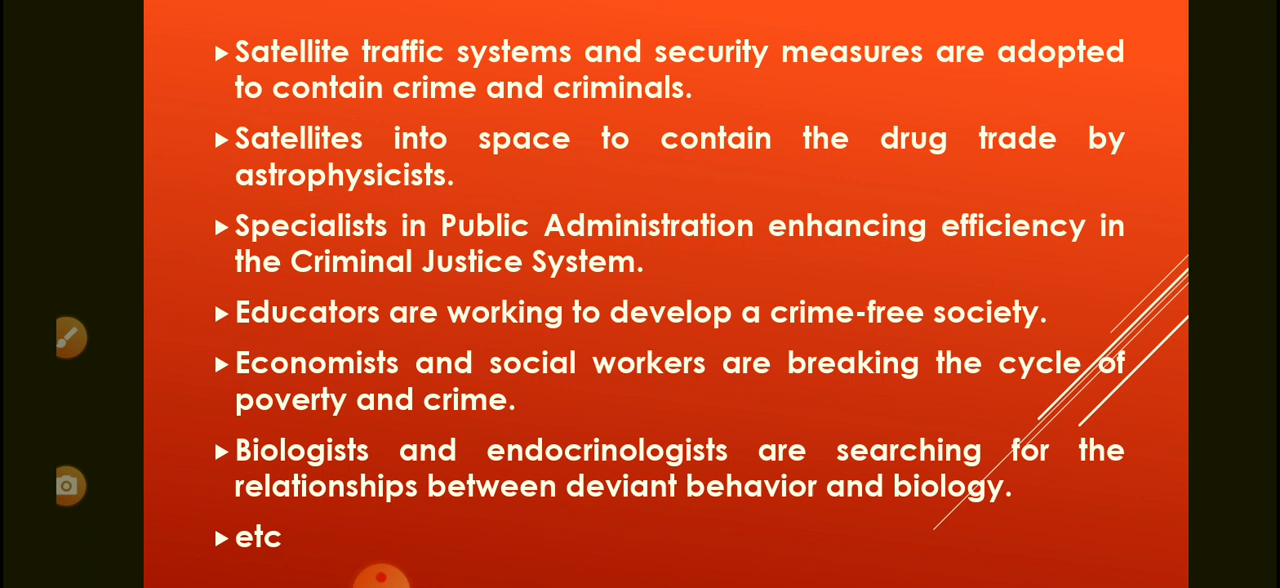 Satellite traffic systems and security measures are adopted
to contain crime and criminals.
Satellites into space to contain the drug trade by
astrophysicists.
Specialists in Public Administration enhancing efficiency in
the Criminal Justice System.
Educators are working to develop a crime-free society.
Economists and social workers are breaking the cycle of
poverty and crime.
Biologists and endocrinologists are searching for the
relationships between deviant behavior and biology.
etc